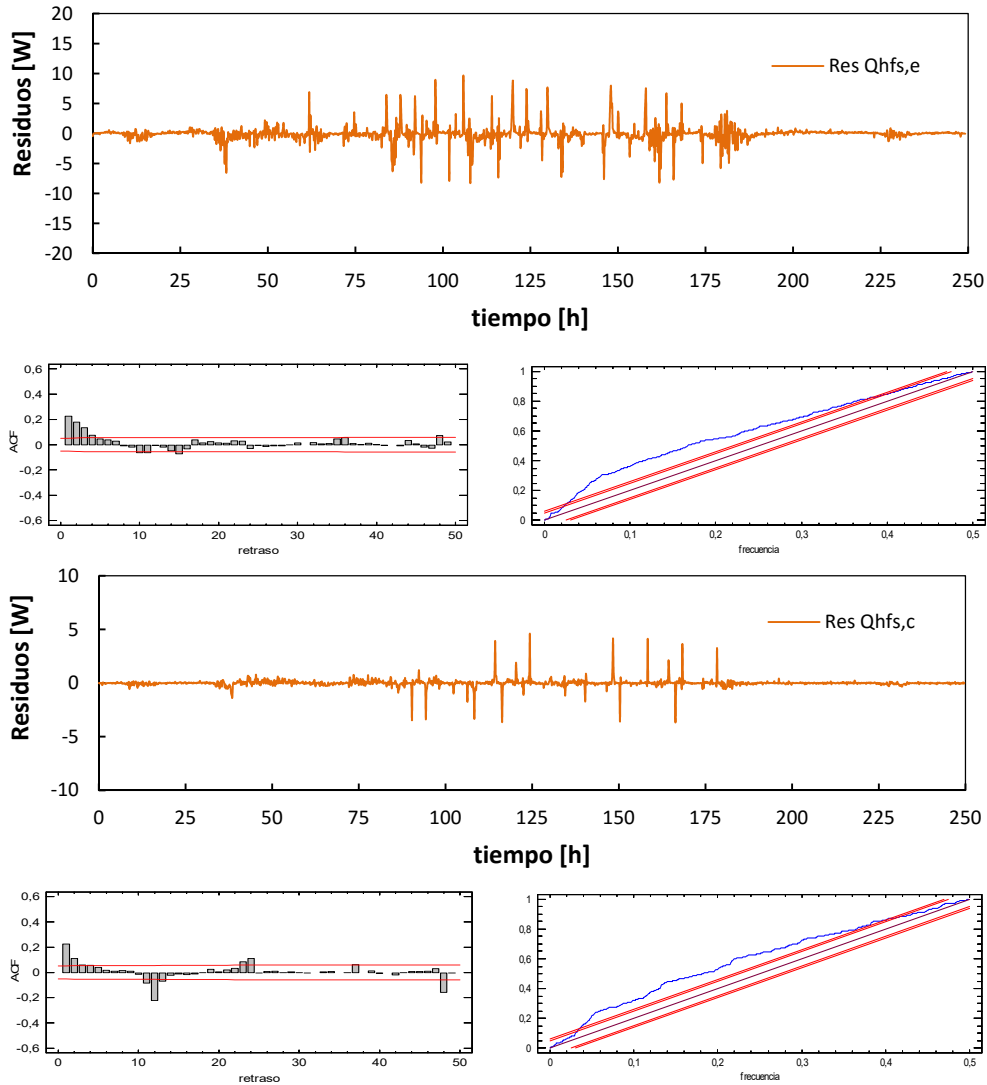 20
15
10
5
0
-5
-10
-15
-20
Residuos [W]
Res Qhfs,e
0 25 50 75 100 125 150 175 200 225 250
tiempo [h]
0,6
0,4
0,2
0
-0,2
-0,4
-0,6
ACF
0 10 20 30 40 50
retraso
1
0,8
0,6
0,4
0,2
0
0 0,1 0,2 0,3 0,4 0,5
frecuencia
10
5
0
-5
-10
Residuos [W]
Res Qhfs,c
0 25 50 75 100 125 150 175 200 225 250
tiempo [h]
0,6
0,4
0,2
0
-0,2
-0,4
-0,6
ACF
0 10 20 30 40 50
retraso
1
0,8
0,6
0,4
0,2
0
0 0,1 0,2 0,3 0,4 0,5
frecuencia